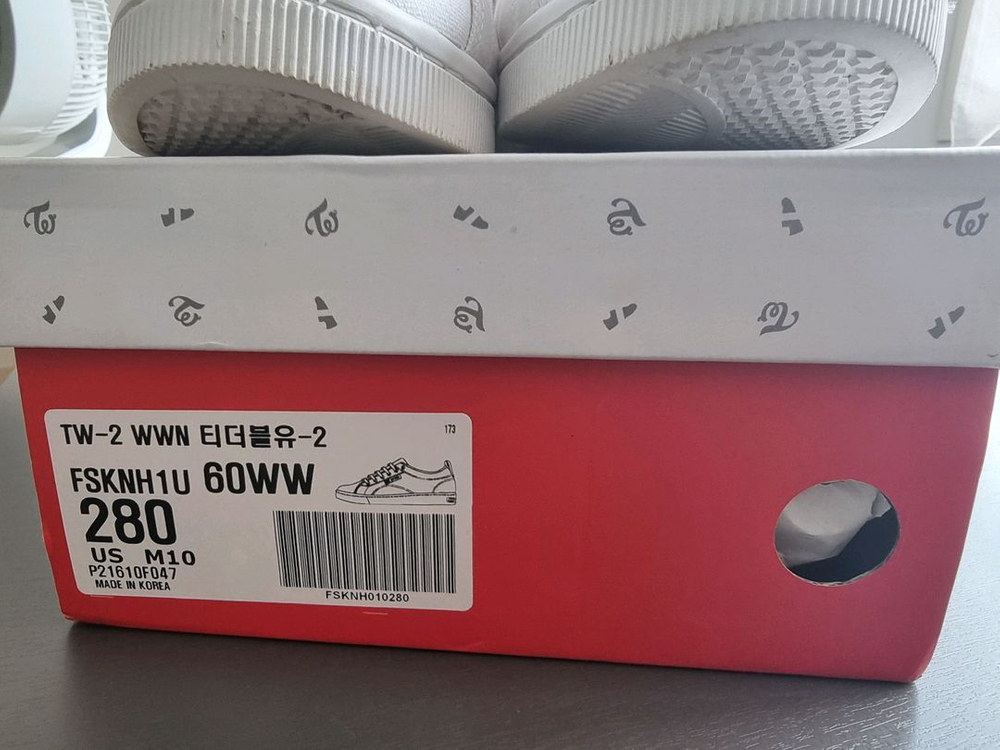 TW-2 WWN 티더블유-2
173
FSKNH1U 60WW
280
US M10
P21610F047
MADE IN KOREA
FSKNH010280